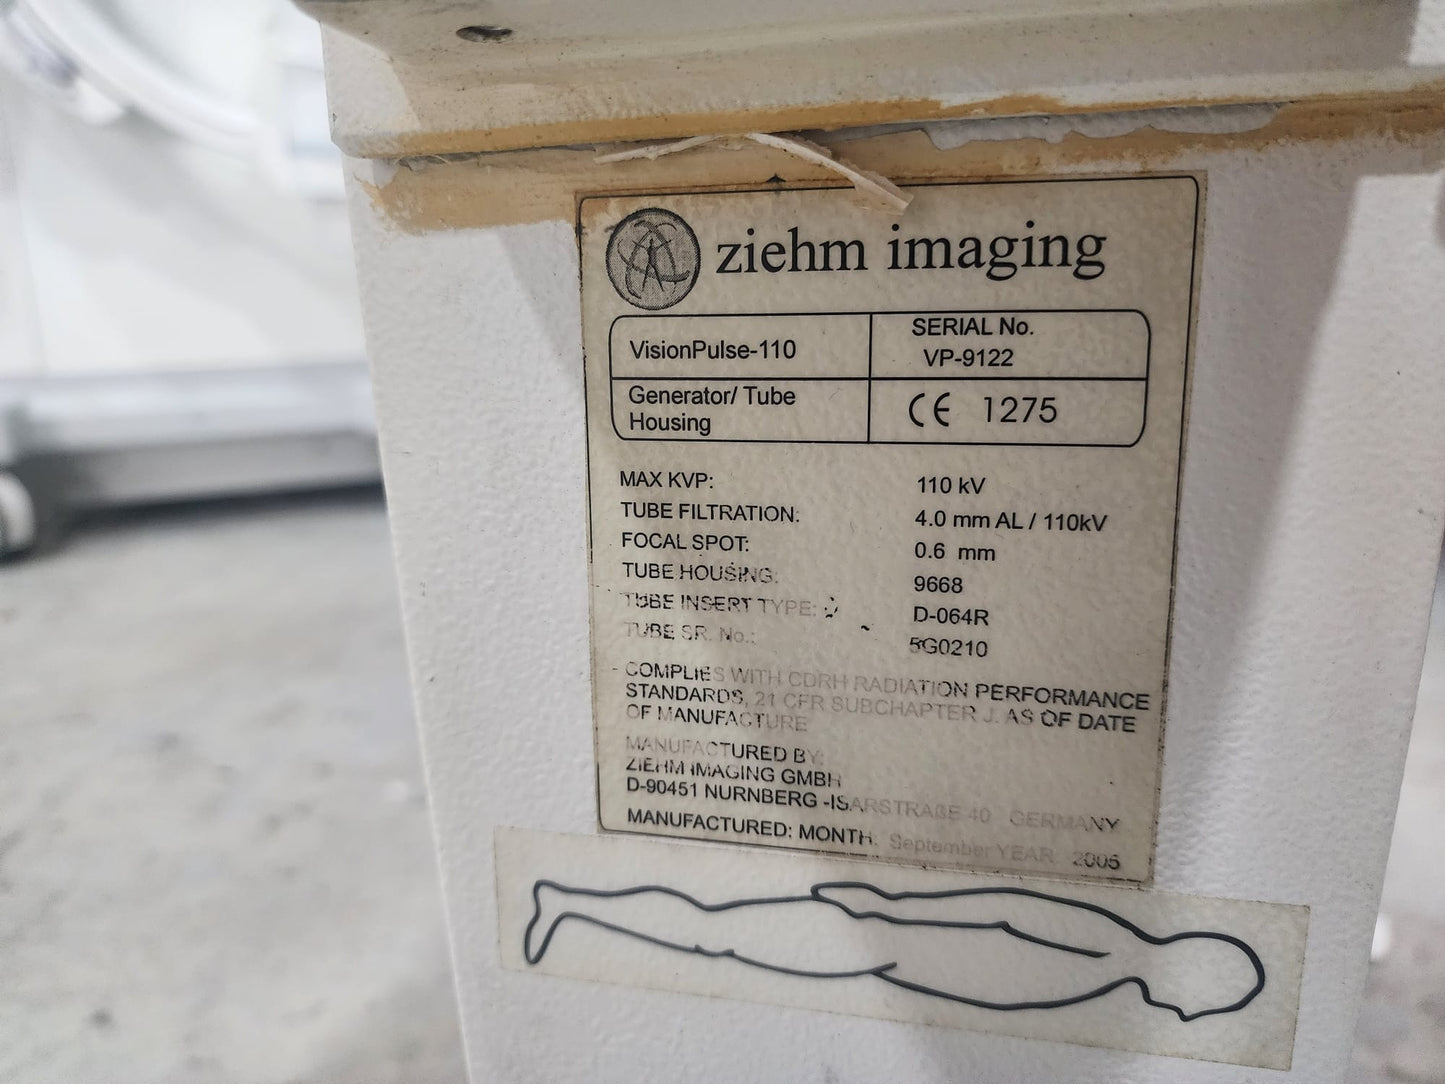 ziehm imaging
VisionPulse-110
SERIAL No.
VP-9122
Generator/ Tube
Housing
CE 1275
MAX KVP: 110 kV
TUBE FILTRATION: 4.0 mm AL / 110kV
FOCAL SPOT: 0.6 mm
TUBE HOUSING: 9668
TUBE INSERT TYPE: D-064R
TUBE SR. No.: 5G0210
COMPLIES WITH CDRH RADIATION PERFORMANCE
STANDARDS, 21 CFR SUBCHAPTER J. AS OF DATE
OF MANUFACTURE
MANUFACTURED BY:
ZIEHM IMAGING GMBH
D-90451 NURNBERG -ISARSTRAßE 40 GERMANY
MANUFACTURED: MONTH: September YEAR